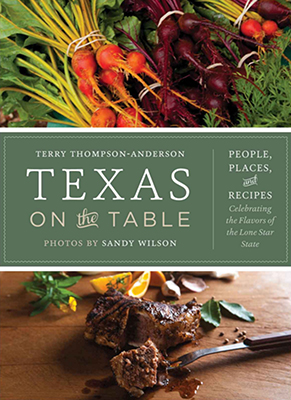 TERRY THOMPSON-ANDERSON
TEXAS
ON the TABLE
PHOTOS BY SANDY WILSON
PEOPLE,
PLACES,
and
RECIPES
Celebrating
the Flavors of
the Lone Star
State